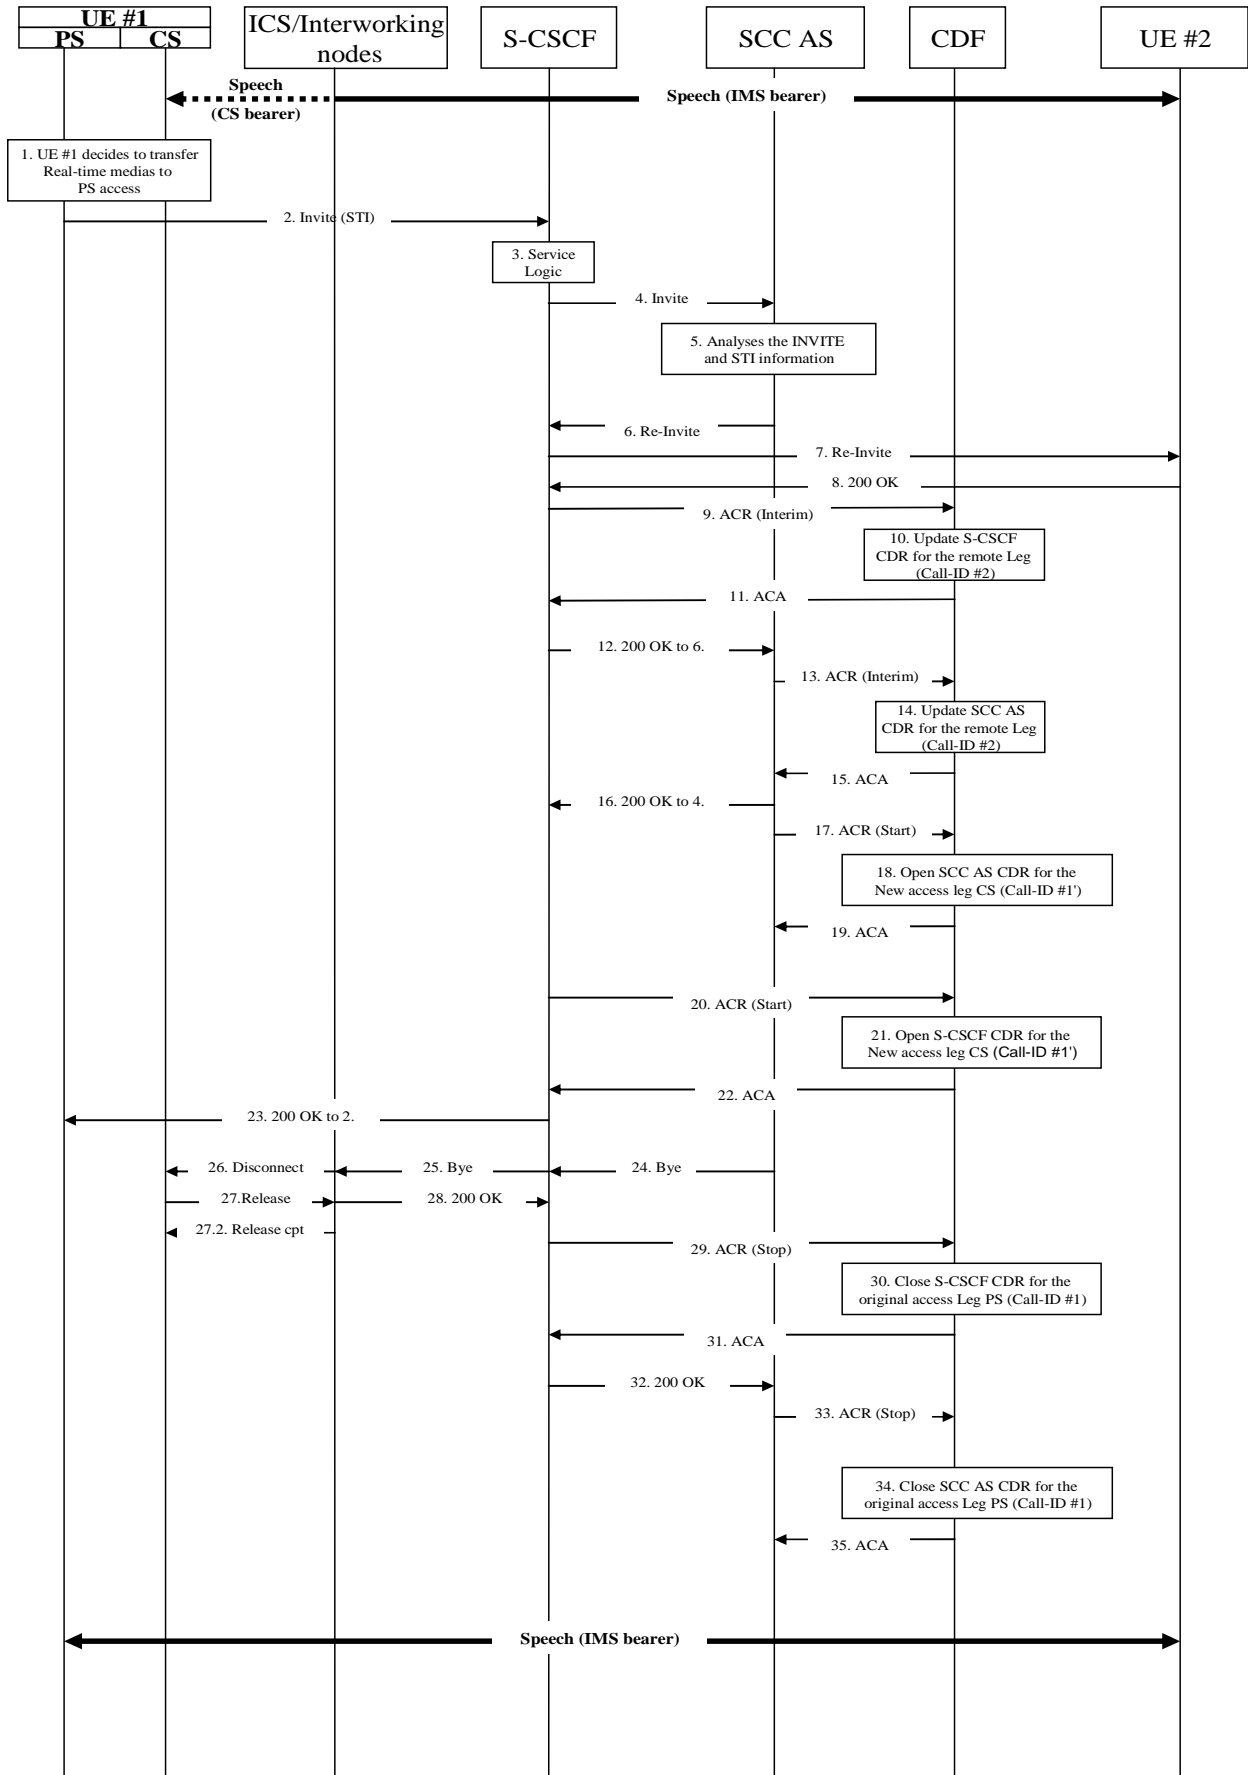 UE #1
PS
CS
ICS/Interworking
nodes
S-CSCF
SCC AS
CDF
UE #2
Speech
(CS bearer)
Speech (IMS bearer)
1. UE #1 decides to transfer
Real-time medias to
PS access
2. Invite (STI)
3. Service
Logic
4. Invite
5. Analyses the INVITE
and STI information
6. Re-Invite
7. Re-Invite
8. 200 OK
9. ACR (Interim)
10. Update S-CSCF
CDR for the remote Leg
(Call-ID #2)
11. ACA
12. 200 OK to 6.
13. ACR (Interim)
14. Update SCC AS
CDR for the remote Leg
(Call-ID #2)
15. ACA
16. 200 OK to 4.
17. ACR (Start)
18. Open SCC AS CDR for the
New access leg CS (Call-ID #1')
19. ACA
20. ACR (Start)
21. Open S-CSCF CDR for the
New access leg CS (Call-ID #1')
22. ACA
23. 200 OK to 2.
26. Disconnect
25. Bye
24. Bye
27.Release
28. 200 OK
27.2. Release cpt
29. ACR (Stop)
30. Close S-CSCF CDR for the
original access Leg PS (Call-ID #1)
31. ACA
32. 200 OK
33. ACR (Stop)
34. Close SCC AS CDR for the
original access Leg PS (Call-ID #1)
35. ACA
Speech (IMS bearer)